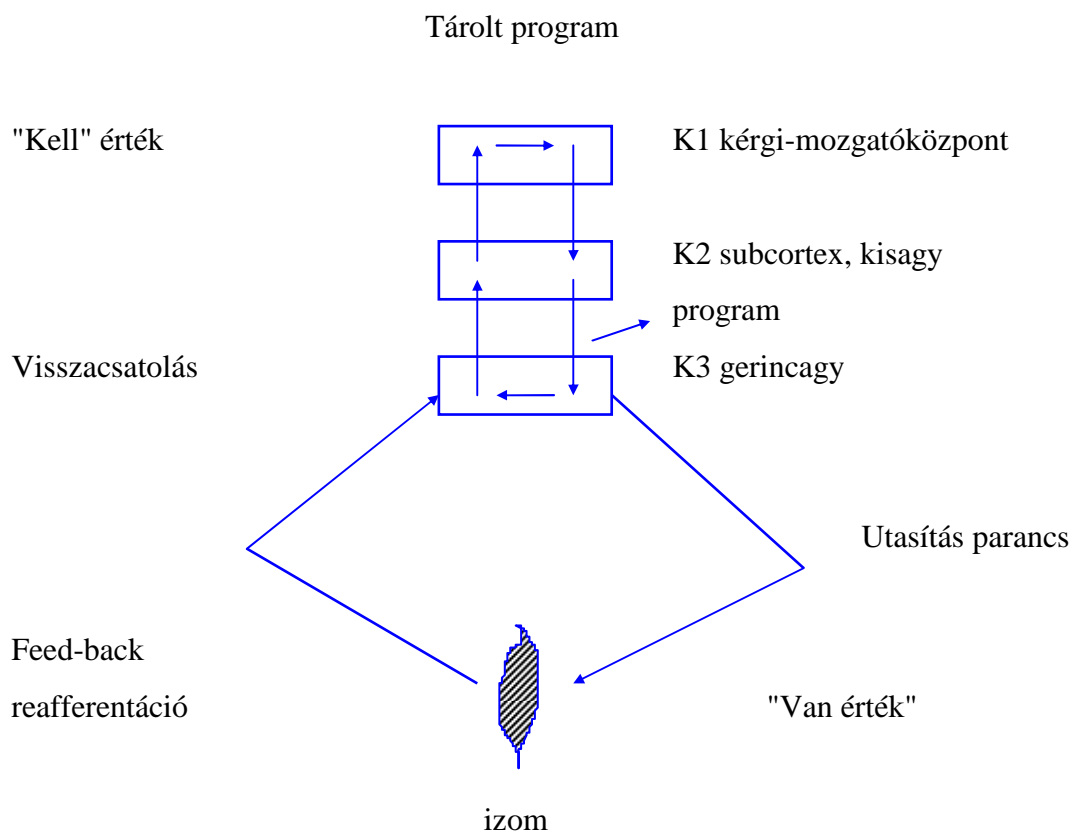 Tárolt program
"Kell" érték
K1 kérgi-mozgatóközpont
K2 subcortex, kisagy
program
Visszacsatolás
K3 gerincagy
Utasítás parancs
Feed-back
reafferentáció
"Van érték"
izom